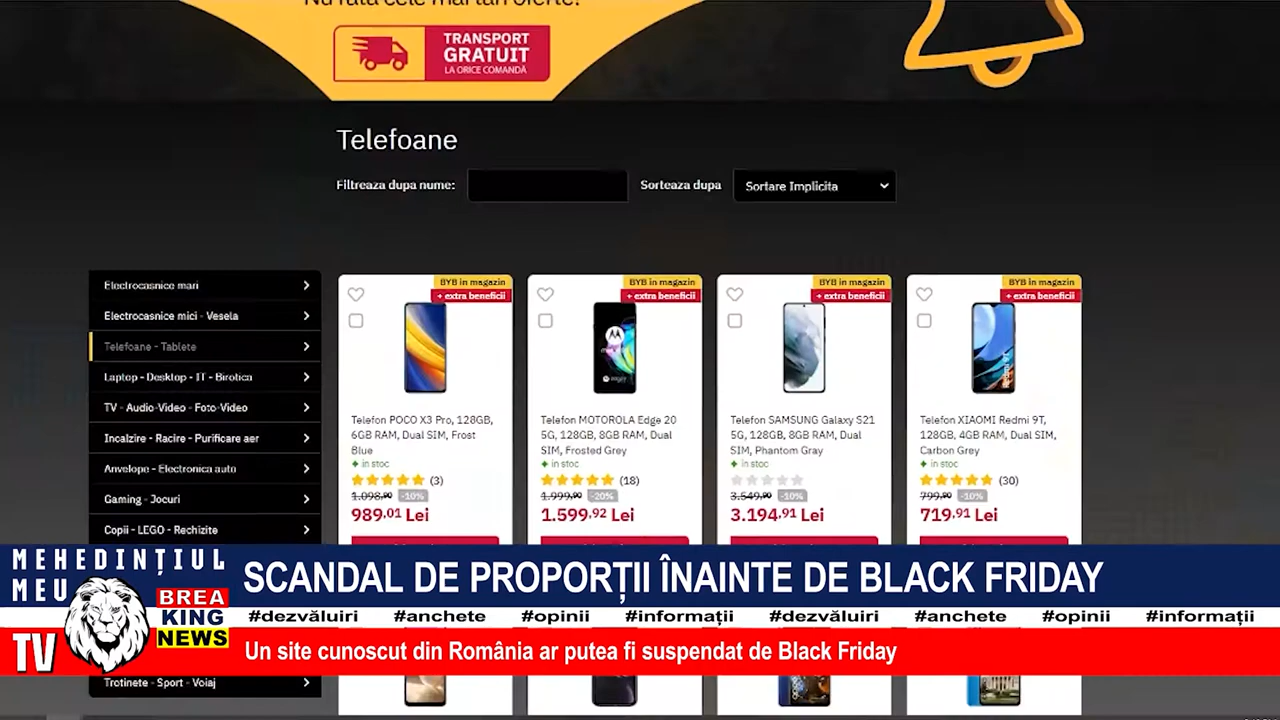 Nu rata cele mai tari oferte!
TRANSPORT
GRATUIT
LA ORICE COMANDĂ
Telefoane
Filtreaza dupa nume:
Sorteaza dupa
Sortare Implicita
Electrocasnice mari
Electrocasnice mici - Vesela
Telefoane - Tablete
Laptop - Desktop - IT - Birotica
TV - Audio-Video - Foto-Video
Incalzire - Racire - Purificare aer
Anvelope - Electronica auto
Gaming - Jocuri
Copii - LEGO - Rechizite
Trotinete - Sport - Voiaj
BYB in magazin
+ extra beneficii
Telefon POCO X3 Pro, 128GB,
6GB RAM, Dual SIM, Frost
Blue
in stoc
(3)
1.098,90 -10%
989,01 Lei
BYB in magazin
+ extra beneficii
Telefon MOTOROLA Edge 20
5G, 128GB, 8GB RAM, Dual
SIM, Frosted Grey
in stoc
(18)
1.999,90 -20%
1.599,92 Lei
BYB in magazin
+ extra beneficii
Telefon SAMSUNG Galaxy S21
5G, 128GB, 8GB RAM, Dual
SIM, Phantom Gray
in stoc
3.549,90 -10%
3.194,91 Lei
BYB in magazin
+ extra beneficii
Redmi 9T
Telefon XIAOMI Redmi 9T,
128GB, 4GB RAM, Dual SIM,
Carbon Grey
in stoc
(30)
799,90 -10%
719,91 Lei
MEHEDINȚIUL
MEU
TV
BREA
KING
NEWS
SCANDAL DE PROPORȚII ÎNAINTE DE BLACK FRIDAY
#dezvăluiri #anchete #opinii #informații #dezvăluiri #anchete #opinii #informații
Un site cunoscut din România ar putea fi suspendat de Black Friday